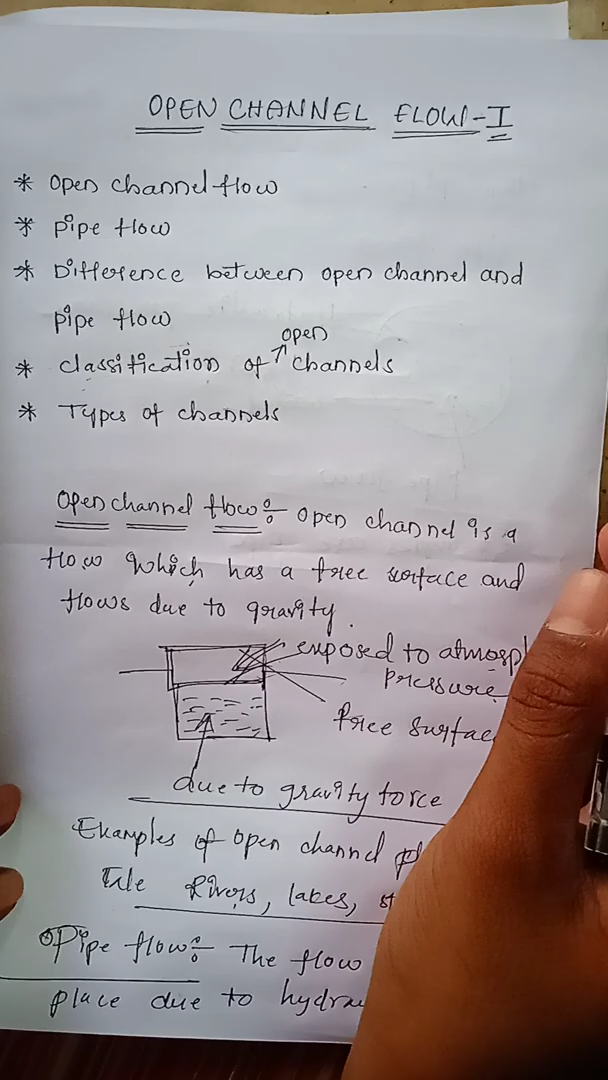 OPEN CHANNEL FLOW-I
* Open channel flow
* pipe flow
* Difference between open channel and
pipe flow
open
* classification of channels
* Types of channels
Open channel flow:- open channel is a
flow which has a free surface and
flows due to gravity.
exposed to atmosp
pressure
free surfac
due to gravity force
Examples of open channel
Rivers, lakes, st
Pipe flow:- The flow
place due to hydra